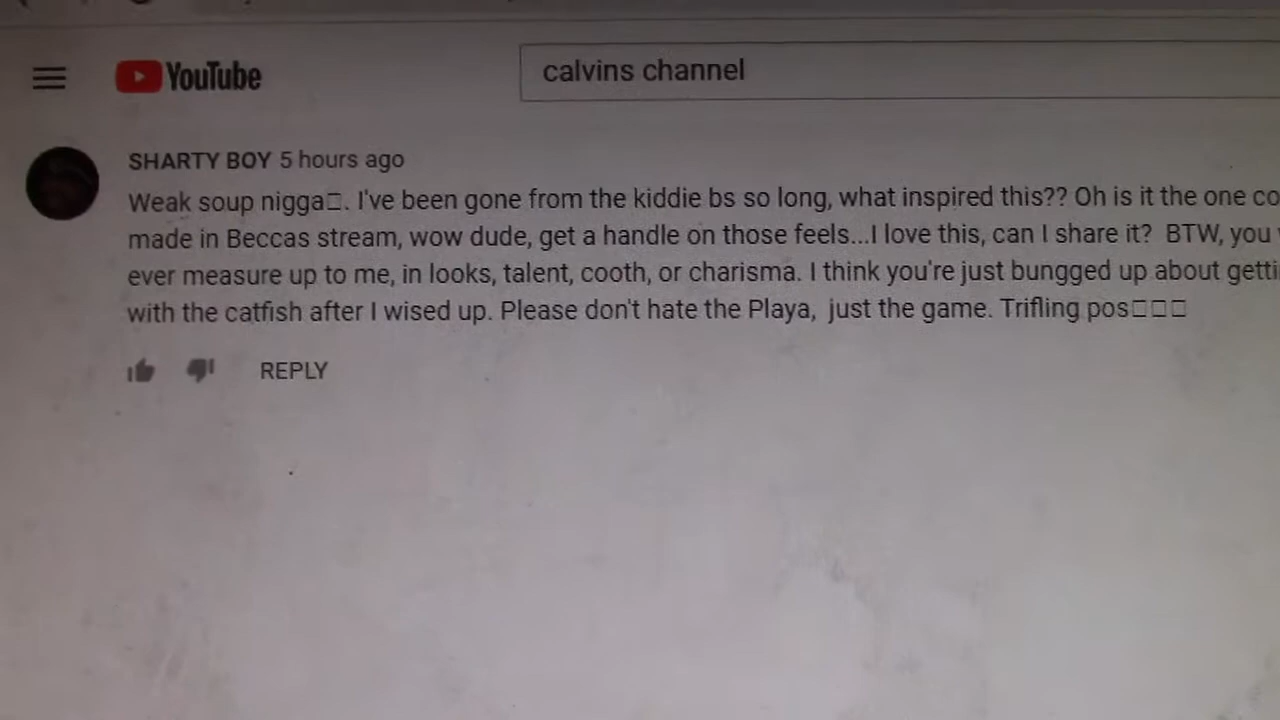 YouTube
calvins channel
SHARTY BOY 5 hours ago
Weak soup nigga□. I've been gone from the kiddie bs so long, what inspired this?? Oh is it the one co
made in Beccas stream, wow dude, get a handle on those feels...I love this, can I share it? BTW, you
ever measure up to me, in looks, talent, cooth, or charisma. I think you're just bungged up about getti
with the catfish after I wised up. Please don't hate the Playa, just the game. Trifling pos□□□
REPLY